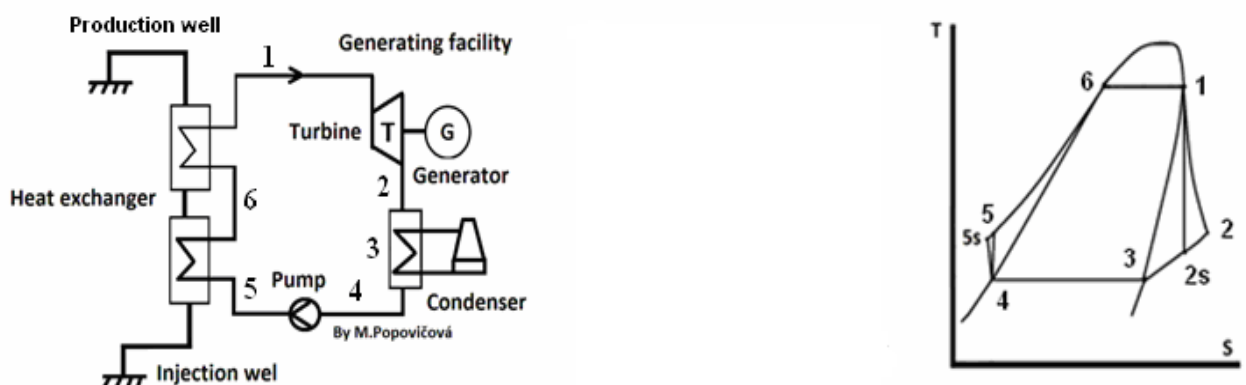 Production well
1
Generating facility
Turbine
T
G
2
Generator
Heat exchanger
6
3
5
Pump
4
Condenser
By M.Popovičová
Injection wel
T
6
1
5
5s
2
3
2s
4
S